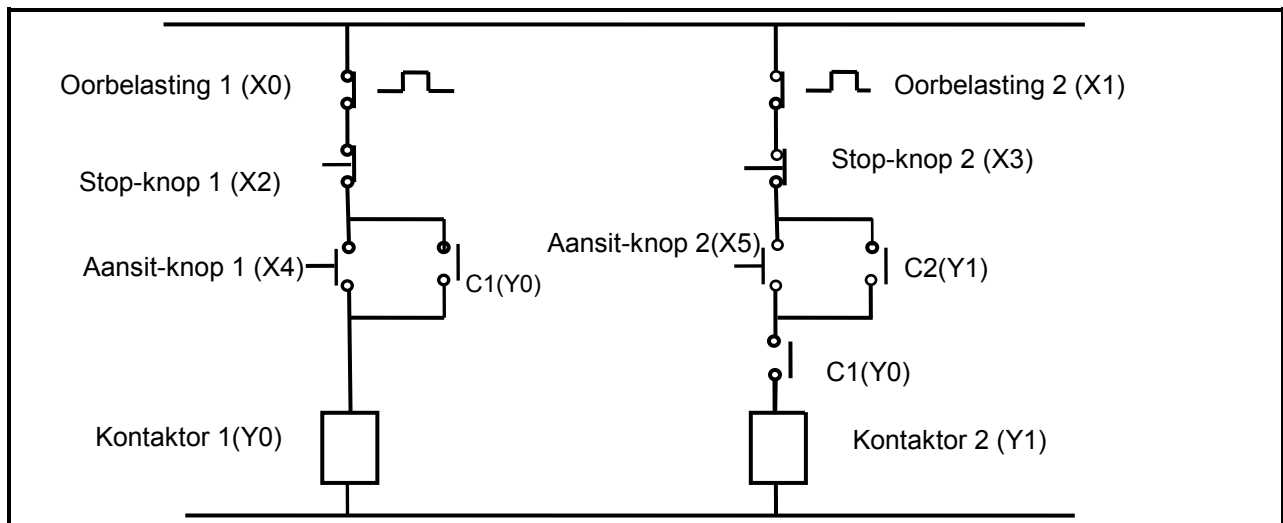 Oorbelasting 1 (X0)
Stop-knop 1 (X2)
Aansit-knop 1 (X4)
C1(Y0)
Kontaktor 1(Y0)
Oorbelasting 2 (X1)
Stop-knop 2 (X3)
Aansit-knop 2(X5)
C2(Y1)
C1(Y0)
Kontaktor 2 (Y1)